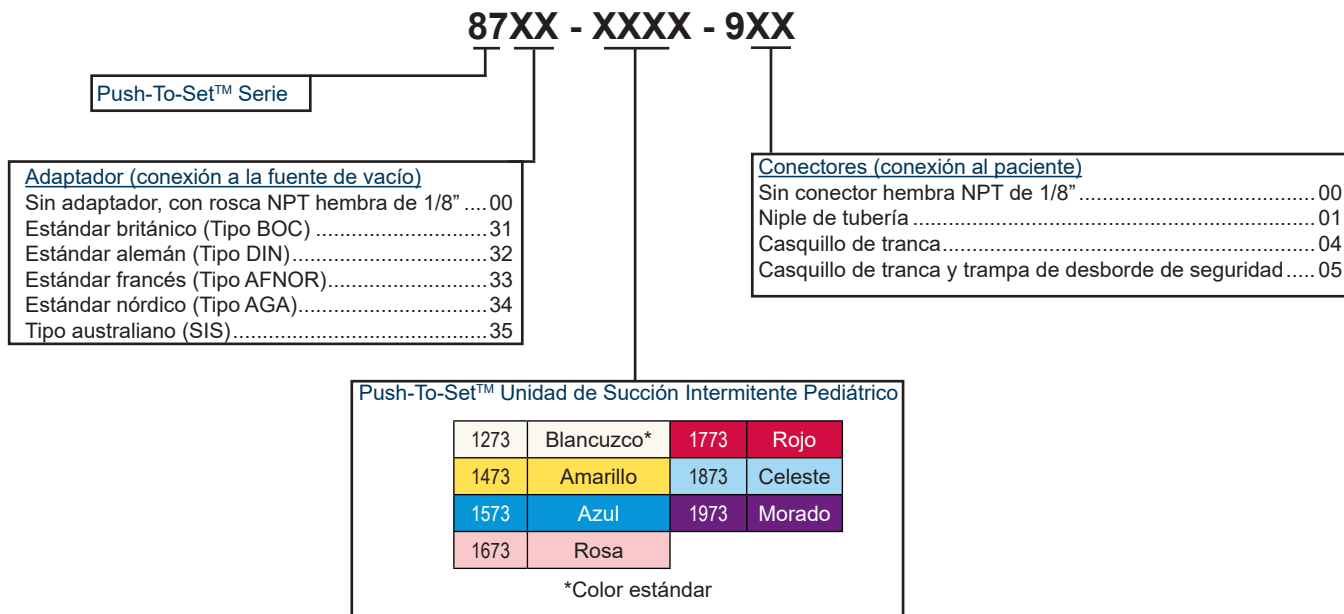 87XX - XXXX - 9XX
Push-To-Set™ Serie
Adaptador (conexión a la fuente de vacío)
Sin adaptador, con rosca NPT hembra de 1/8” ....00
Estándar británico (Tipo BOC) ............................31
Estándar alemán (Tipo DIN)................................32
Estándar francés (Tipo AFNOR)..........................33
Estándar nórdico (Tipo AGA)...............................34
Tipo australiano (SIS)..........................................35
Conectores (conexión al paciente)
Sin conector hembra NPT de 1/8”.......................................00
Niple de tubería ..................................................................01
Casquillo de tranca..............................................................04
Casquillo de tranca y trampa de desborde de seguridad.....05
Push-To-Set™ Unidad de Succión Intermitente Pediátrico
1273 Blancuzco* 1773 Rojo
1473 Amarillo 1873 Celeste
1573 Azul 1973 Morado
1673 Rosa
*Color estándar